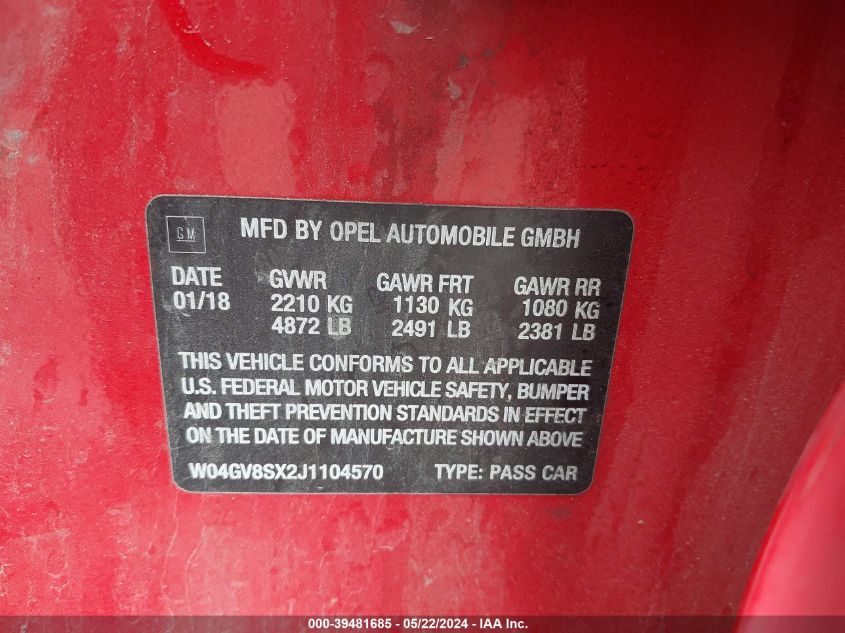 GM
MFD BY OPEL AUTOMOBILE GMBH
DATE GVWR GAWR FRT GAWR RR
01/18 2210 KG 1130 KG 1080 KG
4872 LB 2491 LB 2381 LB
THIS VEHICLE CONFORMS TO ALL APPLICABLE
U.S. FEDERAL MOTOR VEHICLE SAFETY, BUMPER
AND THEFT PREVENTION STANDARDS IN EFFECT
ON THE DATE OF MANUFACTURE SHOWN ABOVE
W04GV8SX2J1104570 TYPE: PASS CAR
000-39481685 - 05/22/2024 - IAA Inc.